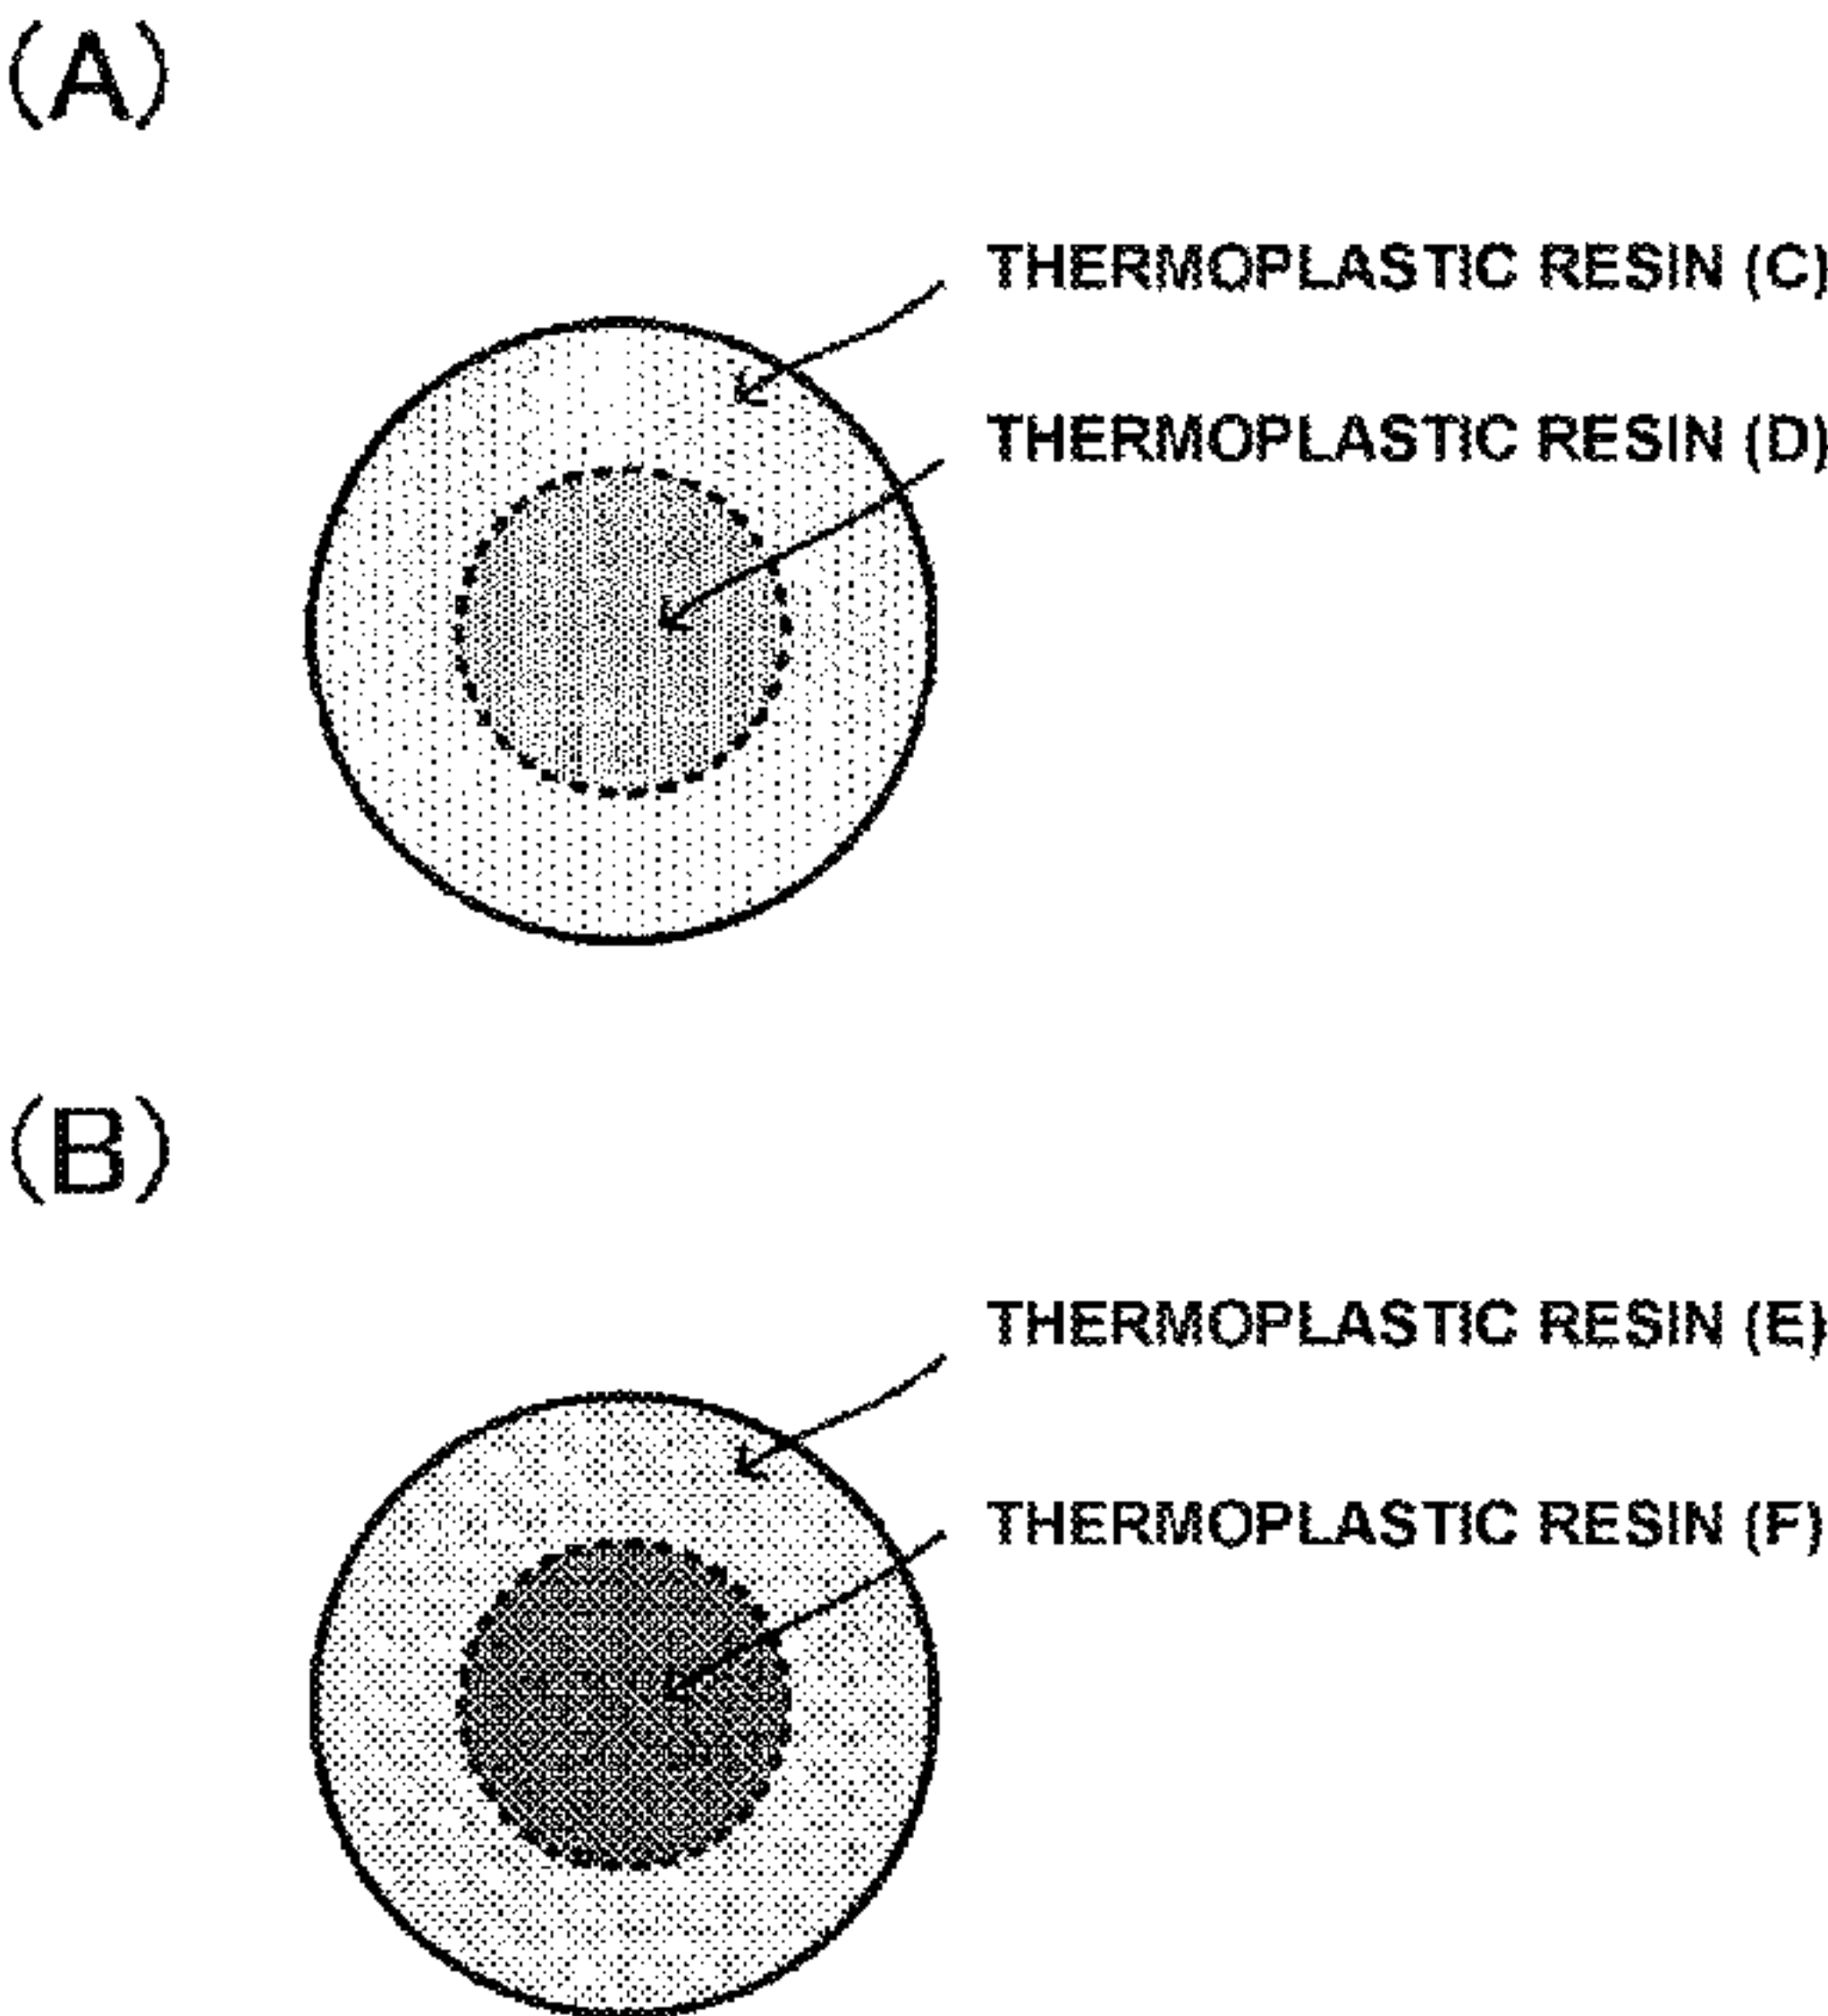 (A)
THERMOPLASTIC RESIN (C)
THERMOPLASTIC RESIN (D)
(B)
THERMOPLASTIC RESIN (E)
THERMOPLASTIC RESIN (F)